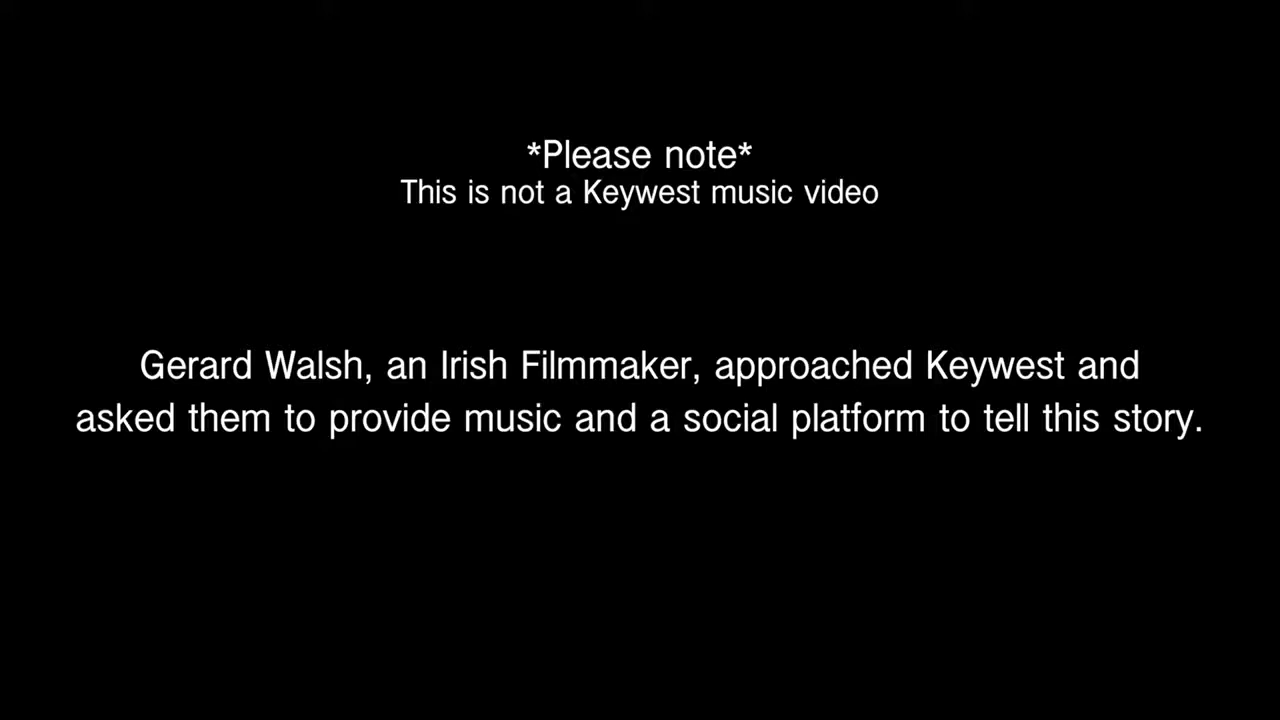 *Please note*
This is not a Keywest music video
Gerard Walsh, an Irish Filmmaker, approached Keywest and
asked them to provide music and a social platform to tell this story.